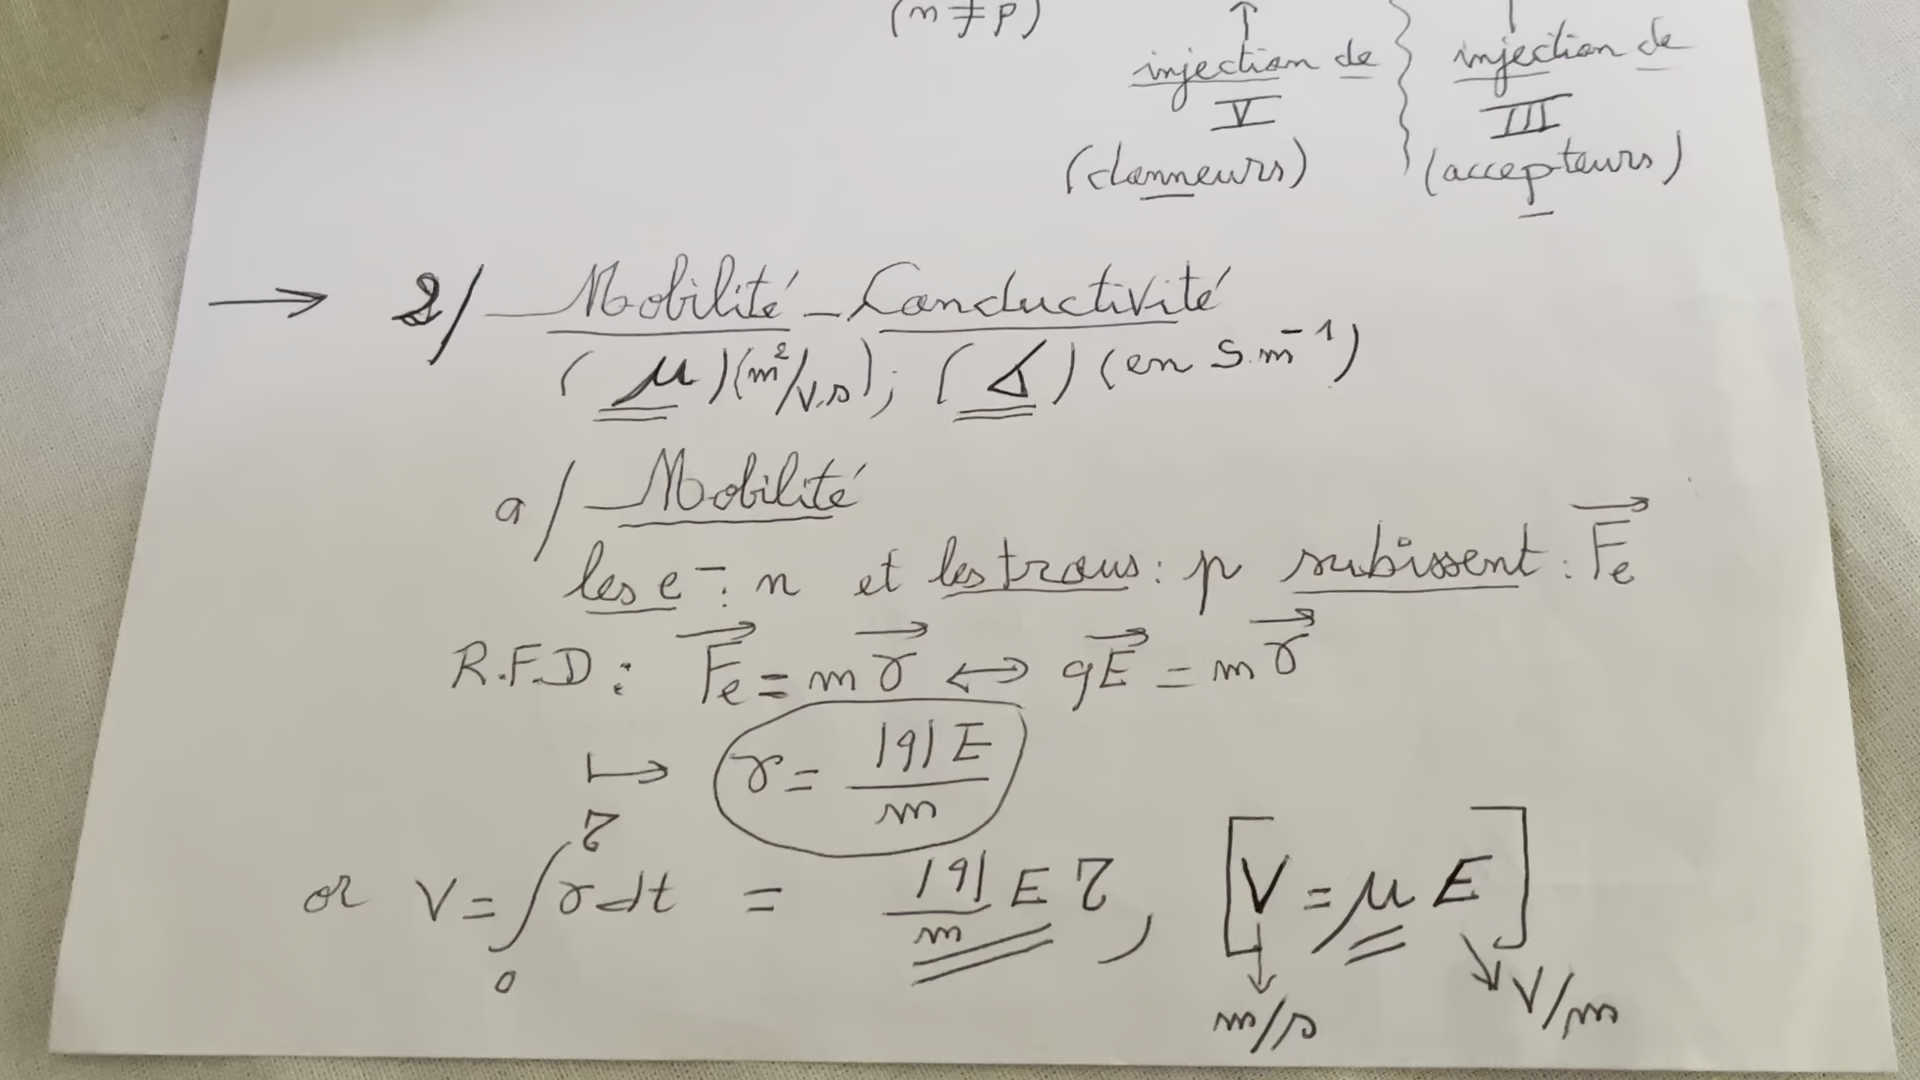 (n ≠ p)
↑
injection de
V
(donneurs)
injection de
III
(accepteurs)
→ 2/ Mobilité - Conductivité
(μ) (m²/V.s) ; (σ) (en S.m⁻¹)
a/ Mobilité
les e⁻ : n et les trous : p subissent : F⃗e
R.F.D : F⃗e = mγ⃗ ↔ qE⃗ = mγ⃗
↦ γ = |q|E / m
or V = ∫₀^τ γ dt = |q|/m E τ, [V = μ E]
m/s
V/m